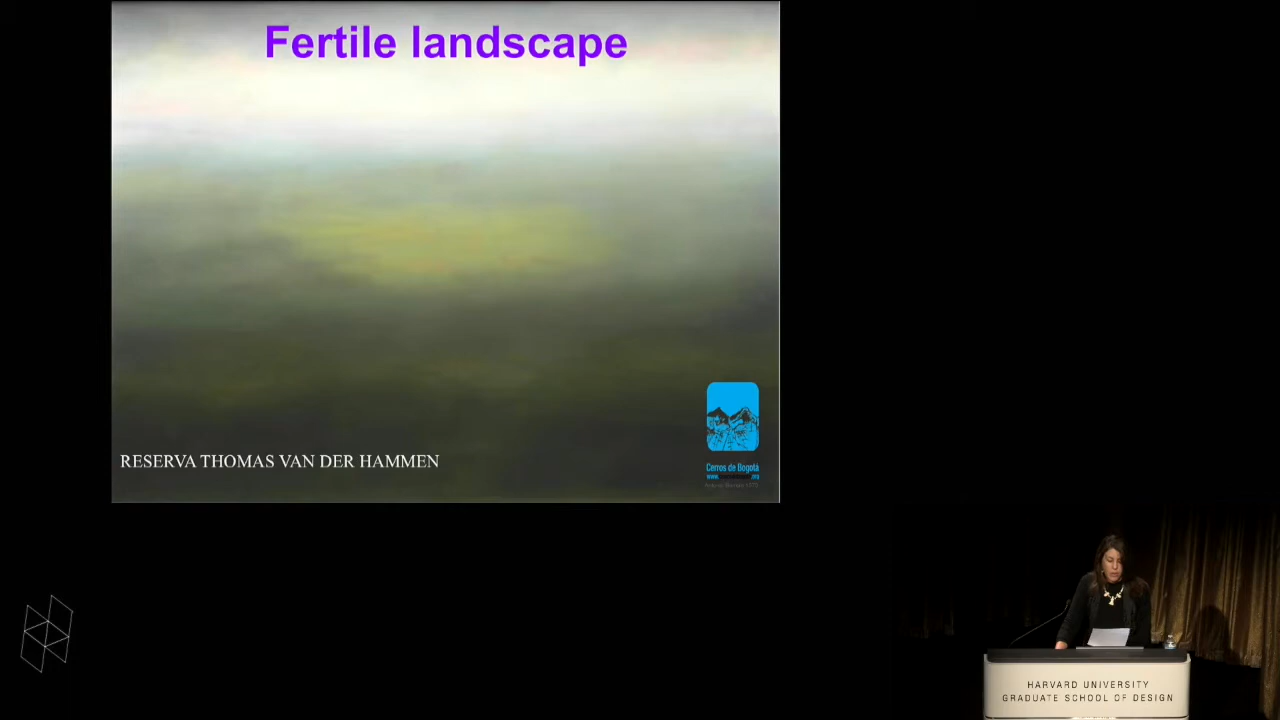 Fertile landscape
RESERVA THOMAS VAN DER HAMMEN
Cerros de Bogotá
HARVARD UNIVERSITY
GRADUATE SCHOOL OF DESIGN